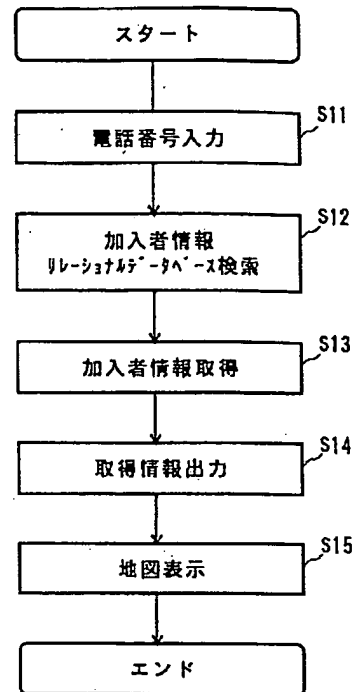 スタート
S11
電話番号入力
S12
加入者情報
ﾘﾚｰｼｮﾅﾙﾃﾞｰﾀﾍﾞｰｽ検索
S13
加入者情報取得
S14
取得情報出力
S15
地図表示
エンド